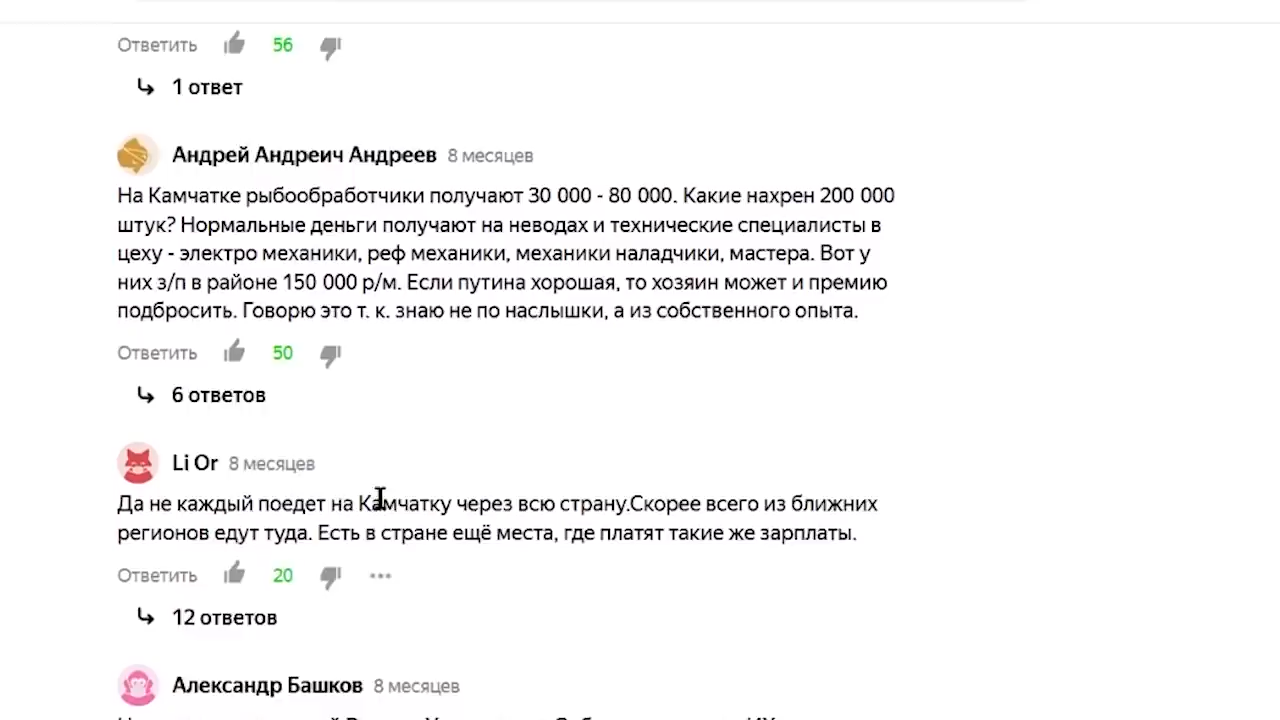 Ответить 56
1 ответ
Андрей Андреич Андреев 8 месяцев
На Камчатке рыбообработчики получают 30 000 - 80 000. Какие нахрен 200 000
штук? Нормальные деньги получают на неводах и технические специалисты в
цеху - электро механики, реф механики, механики наладчики, мастера. Вот у
них з/п в районе 150 000 р/м. Если путина хорошая, то хозяин может и премию
подбросить. Говорю это т. к. знаю не по наслышки, а из собственного опыта.
Ответить 50
6 ответов
Li Or 8 месяцев
Да не каждый поедет на Камчатку через всю страну.Скорее всего из ближних
регионов едут туда. Есть в стране ещё места, где платят такие же зарплаты.
Ответить 20
12 ответов
Александр Башков 8 месяцев